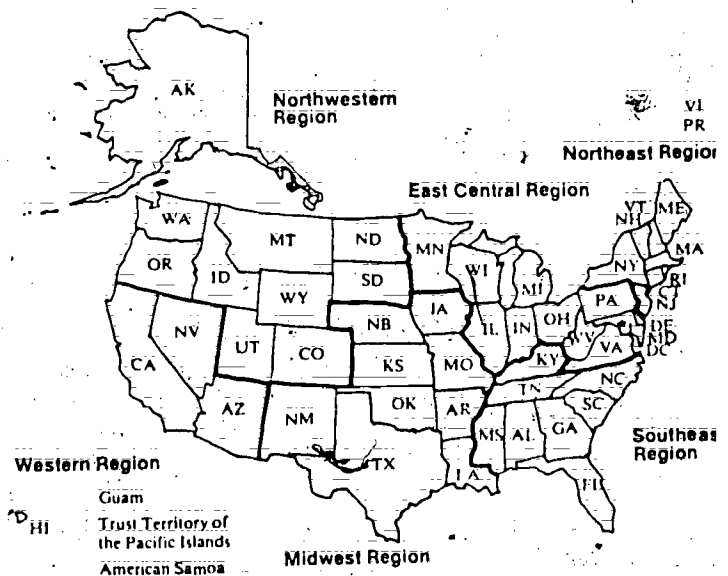 AK
Northwestern
Region
VI
PR
Northeast Region
East Central Region
WA
MT
ND
MN
VT
NH
ME
OR
ID
SD
WI
MI
NY
MA
RI
CT
WY
IA
PA
NJ
NV
NB
IL
IN
OH
DE
MD
DC
CA
UT
CO
KS
MO
KY
WV
VA
AZ
NM
OK
AR
TN
NC
SC
MS
AL
GA
TX
LA
FL
Southeas
Region
Western Region
Guam
HI
Trust Territory of
the Pacific Islands
American Samoa
Midwest Region